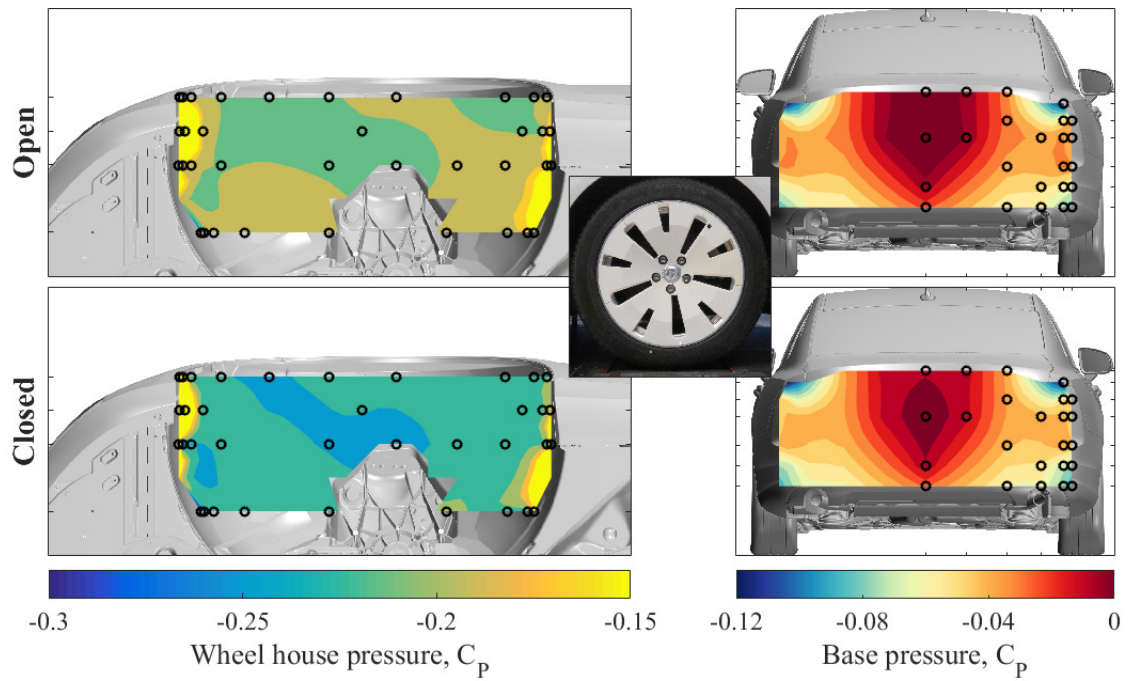 Open
Closed
-0.3 -0.25 -0.2 -0.15
Wheel house pressure, C_P
-0.12 -0.08 -0.04 0
Base pressure, C_P